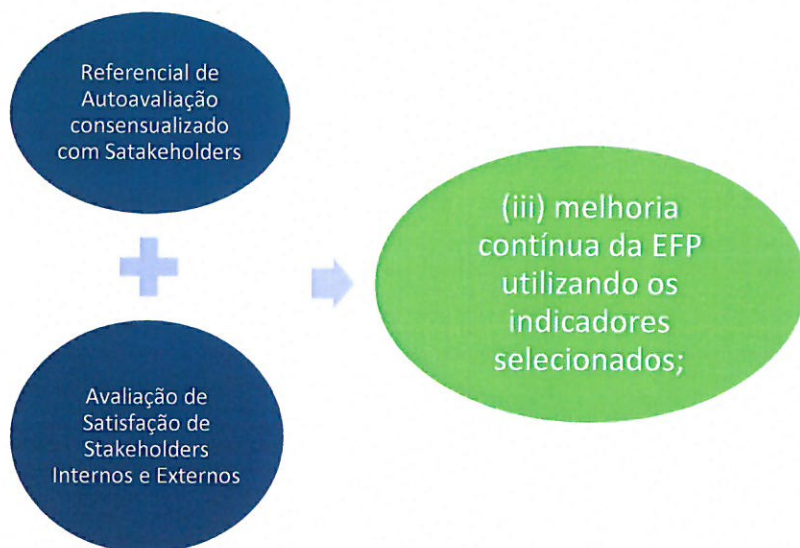 Referencial de
Autoavaliação
consensualizado
com Satakeholders
(iii) melhoria
contínua da EFP
utilizando os
indicadores
selecionados;
Avaliação de
Satisfação de
Stakeholders
Internos e Externos